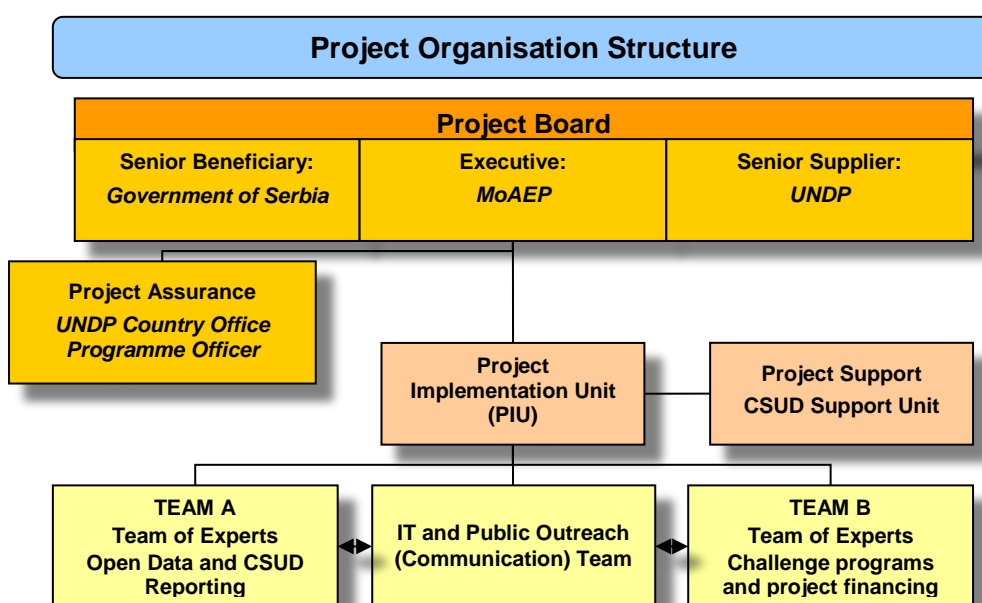 Project Organisation Structure
Project Board
Senior Beneficiary:
Government of Serbia
Executive:
MoAEP
Senior Supplier:
UNDP
Project Assurance
UNDP Country Office
Programme Officer
Project
Implementation Unit
(PIU)
Project Support
CSUD Support Unit
TEAM A
Team of Experts
Open Data and CSUD
Reporting
IT and Public Outreach
(Communication) Team
TEAM B
Team of Experts
Challenge programs
and project financing